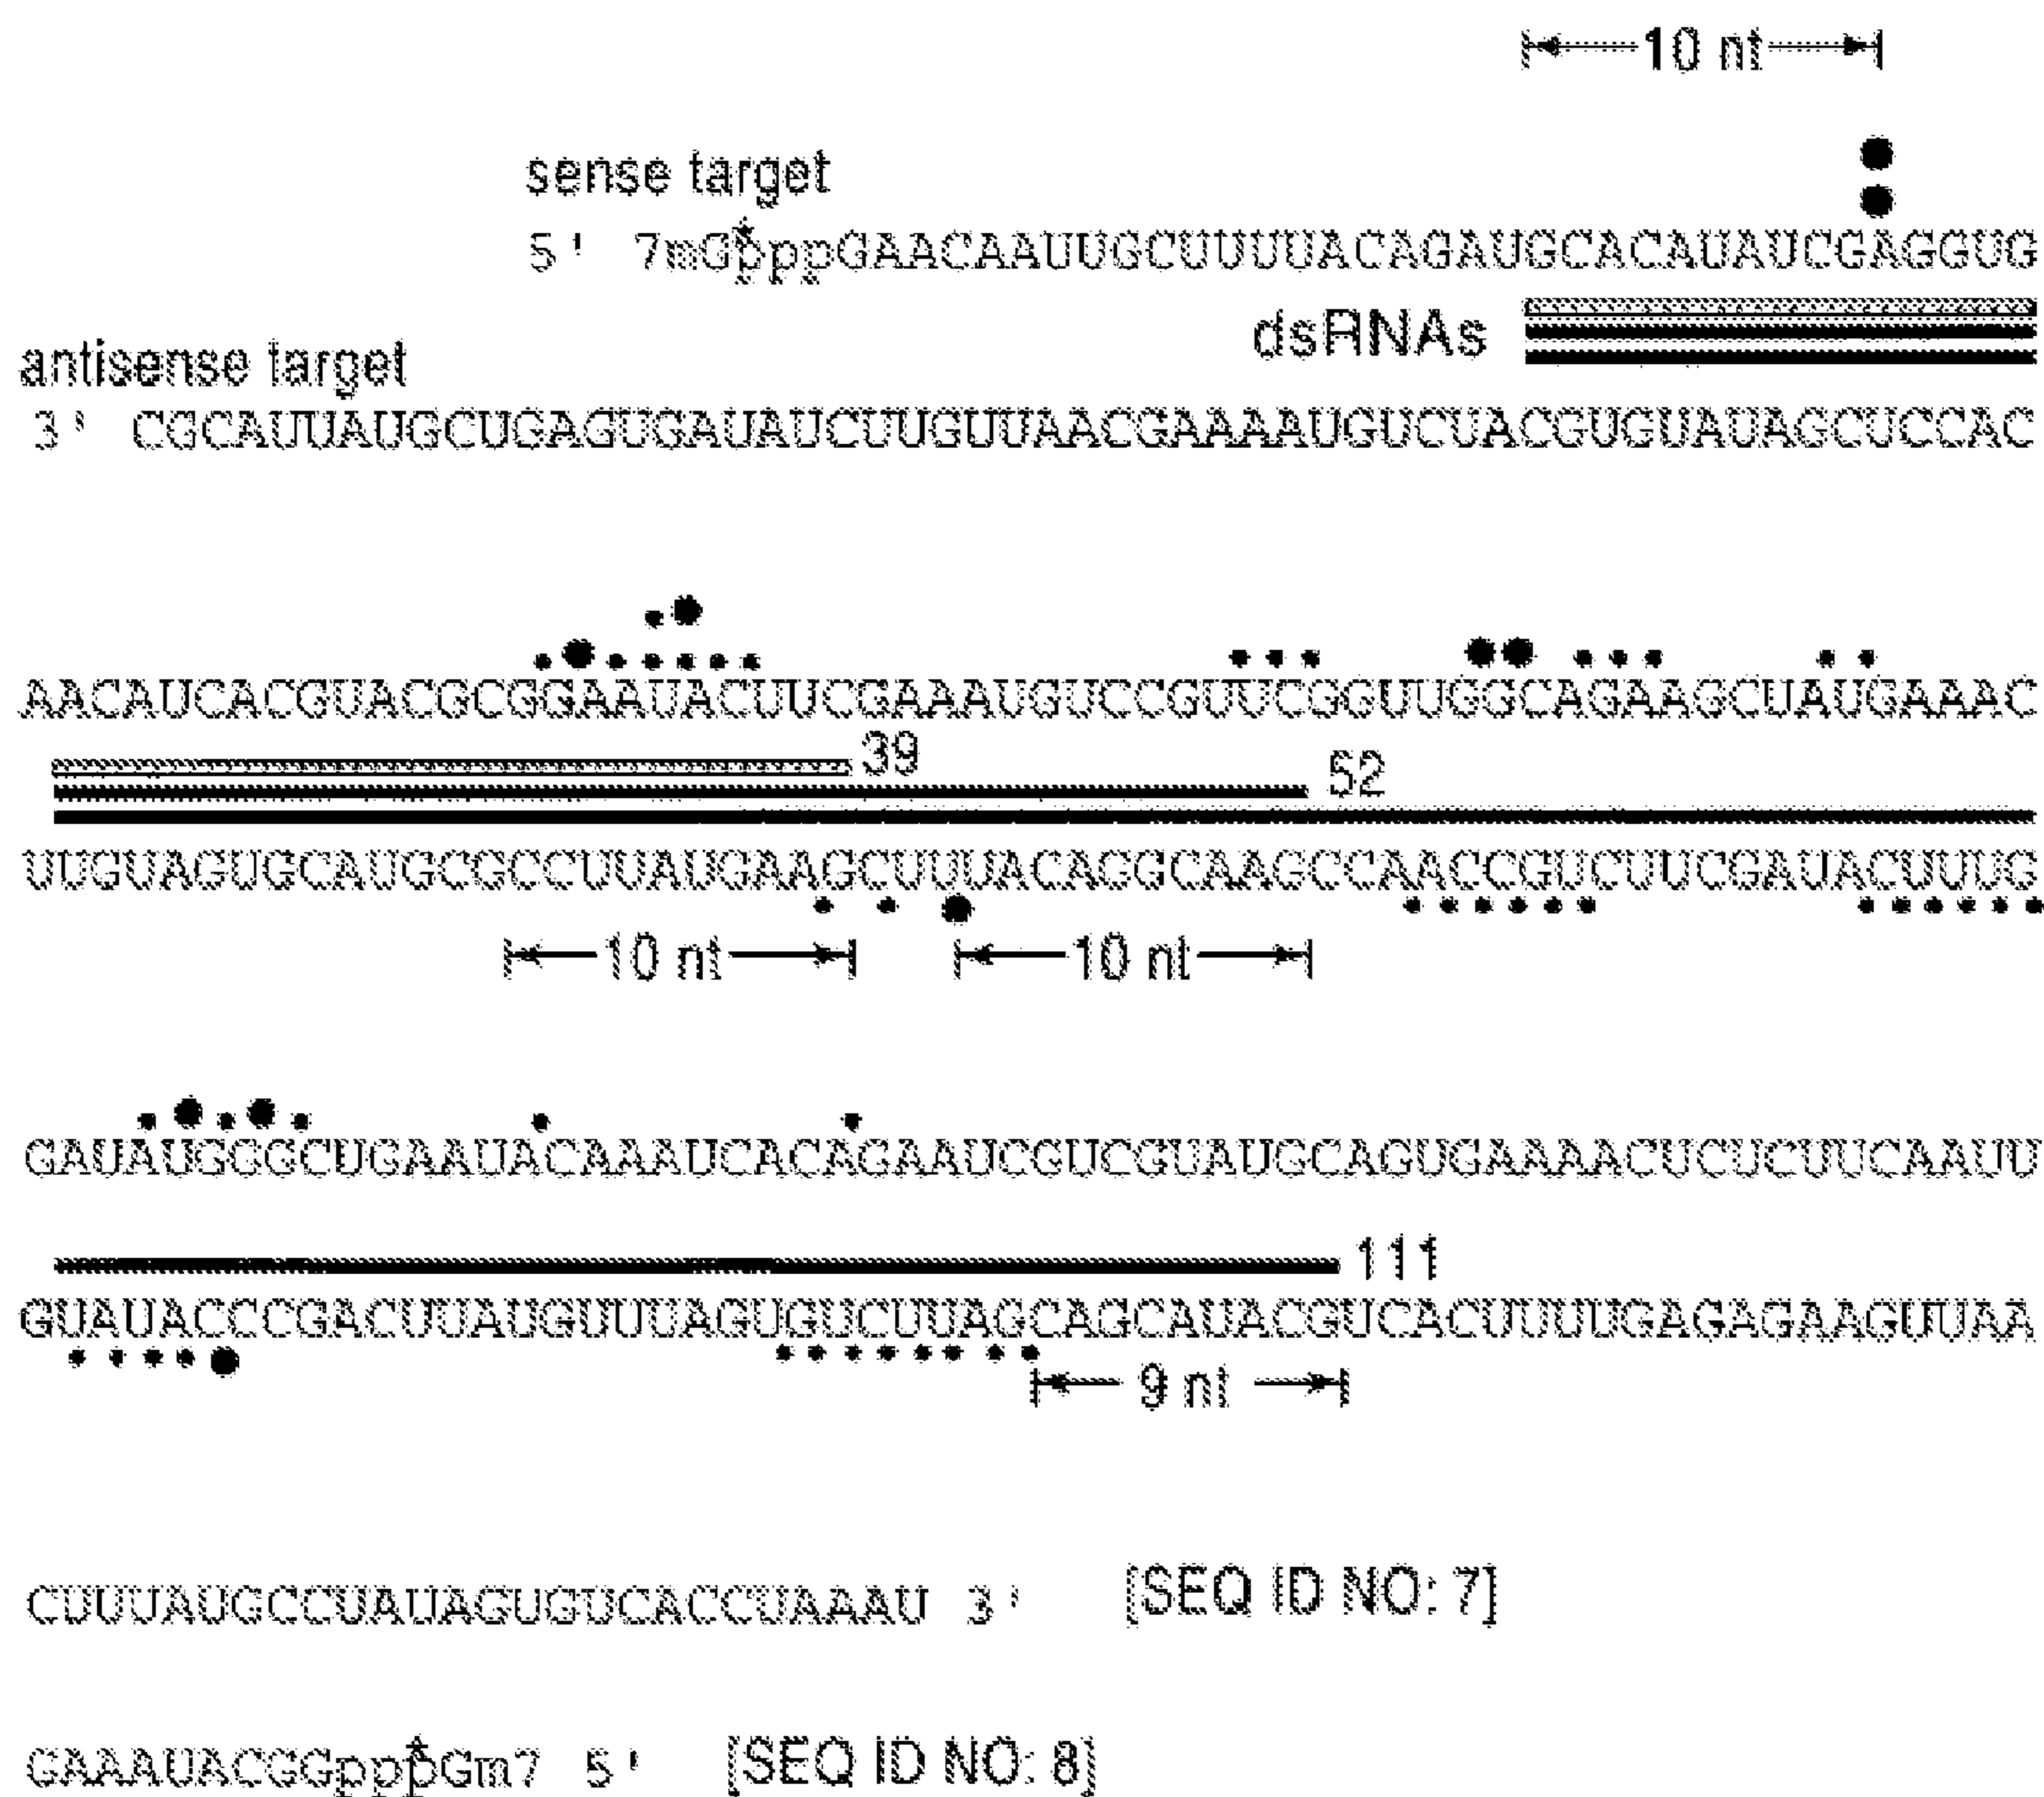 10 nt
sense target
5' 7mGpppGAACAAUUGCUUUUACAGAUGCACAUAUCGAGGUG
dsRNAs
antisense target
3' CGCAUUAUGCUGAGUGAUAUCUUGUUAACGAAAAUGUCUACGUGUAUAGCUCCAC
AACAUCACGUACGCGGAAUACUUCGAAAUGUCCGUUCGGUUGGCAGAAGCUAUGAAAC
39
52
UUGUAGUGCAUGCGCCUUAUGAAGCUUUACAGGCAAGCCAACCGUCUUCGAUACUUUG
10 nt 10 nt
GAUAUGGGCUGAAUACAAAUCACAGAAUCGUCGUAUGCAGUGAAAACUCUCUUCAAUU
111
CUAUACCCGACUUAUGUUUAGUGUCUUAGCAGCAUACGUCACUUUUGAGAGAAGUUAA
9 nt
CUUUAUGCCUAUAGUGUCACCUAAAU 3' [SEQ ID NO: 7]
GAAAUACGGpppGm7 5' [SEQ ID NO: 8]